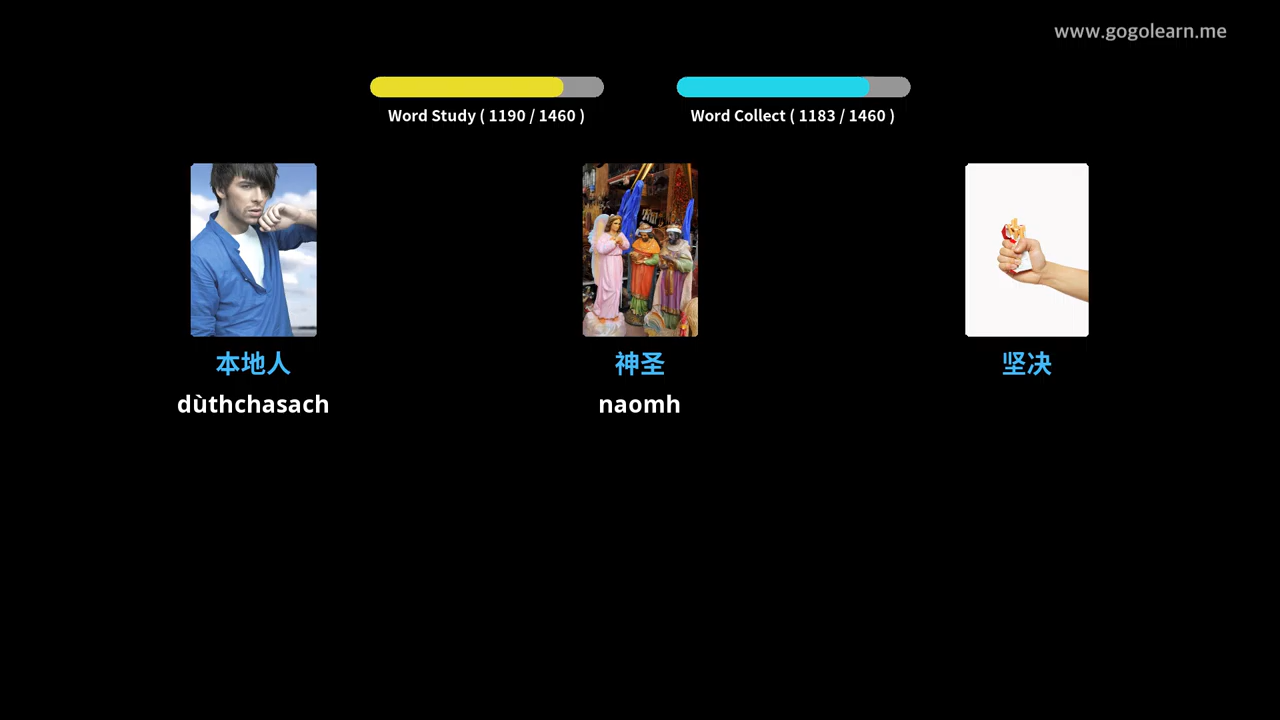 www.gogolearn.me
Word Study ( 1190 / 1460 )
Word Collect ( 1183 / 1460 )
本地人
神圣
坚决
dùthchasach
naomh